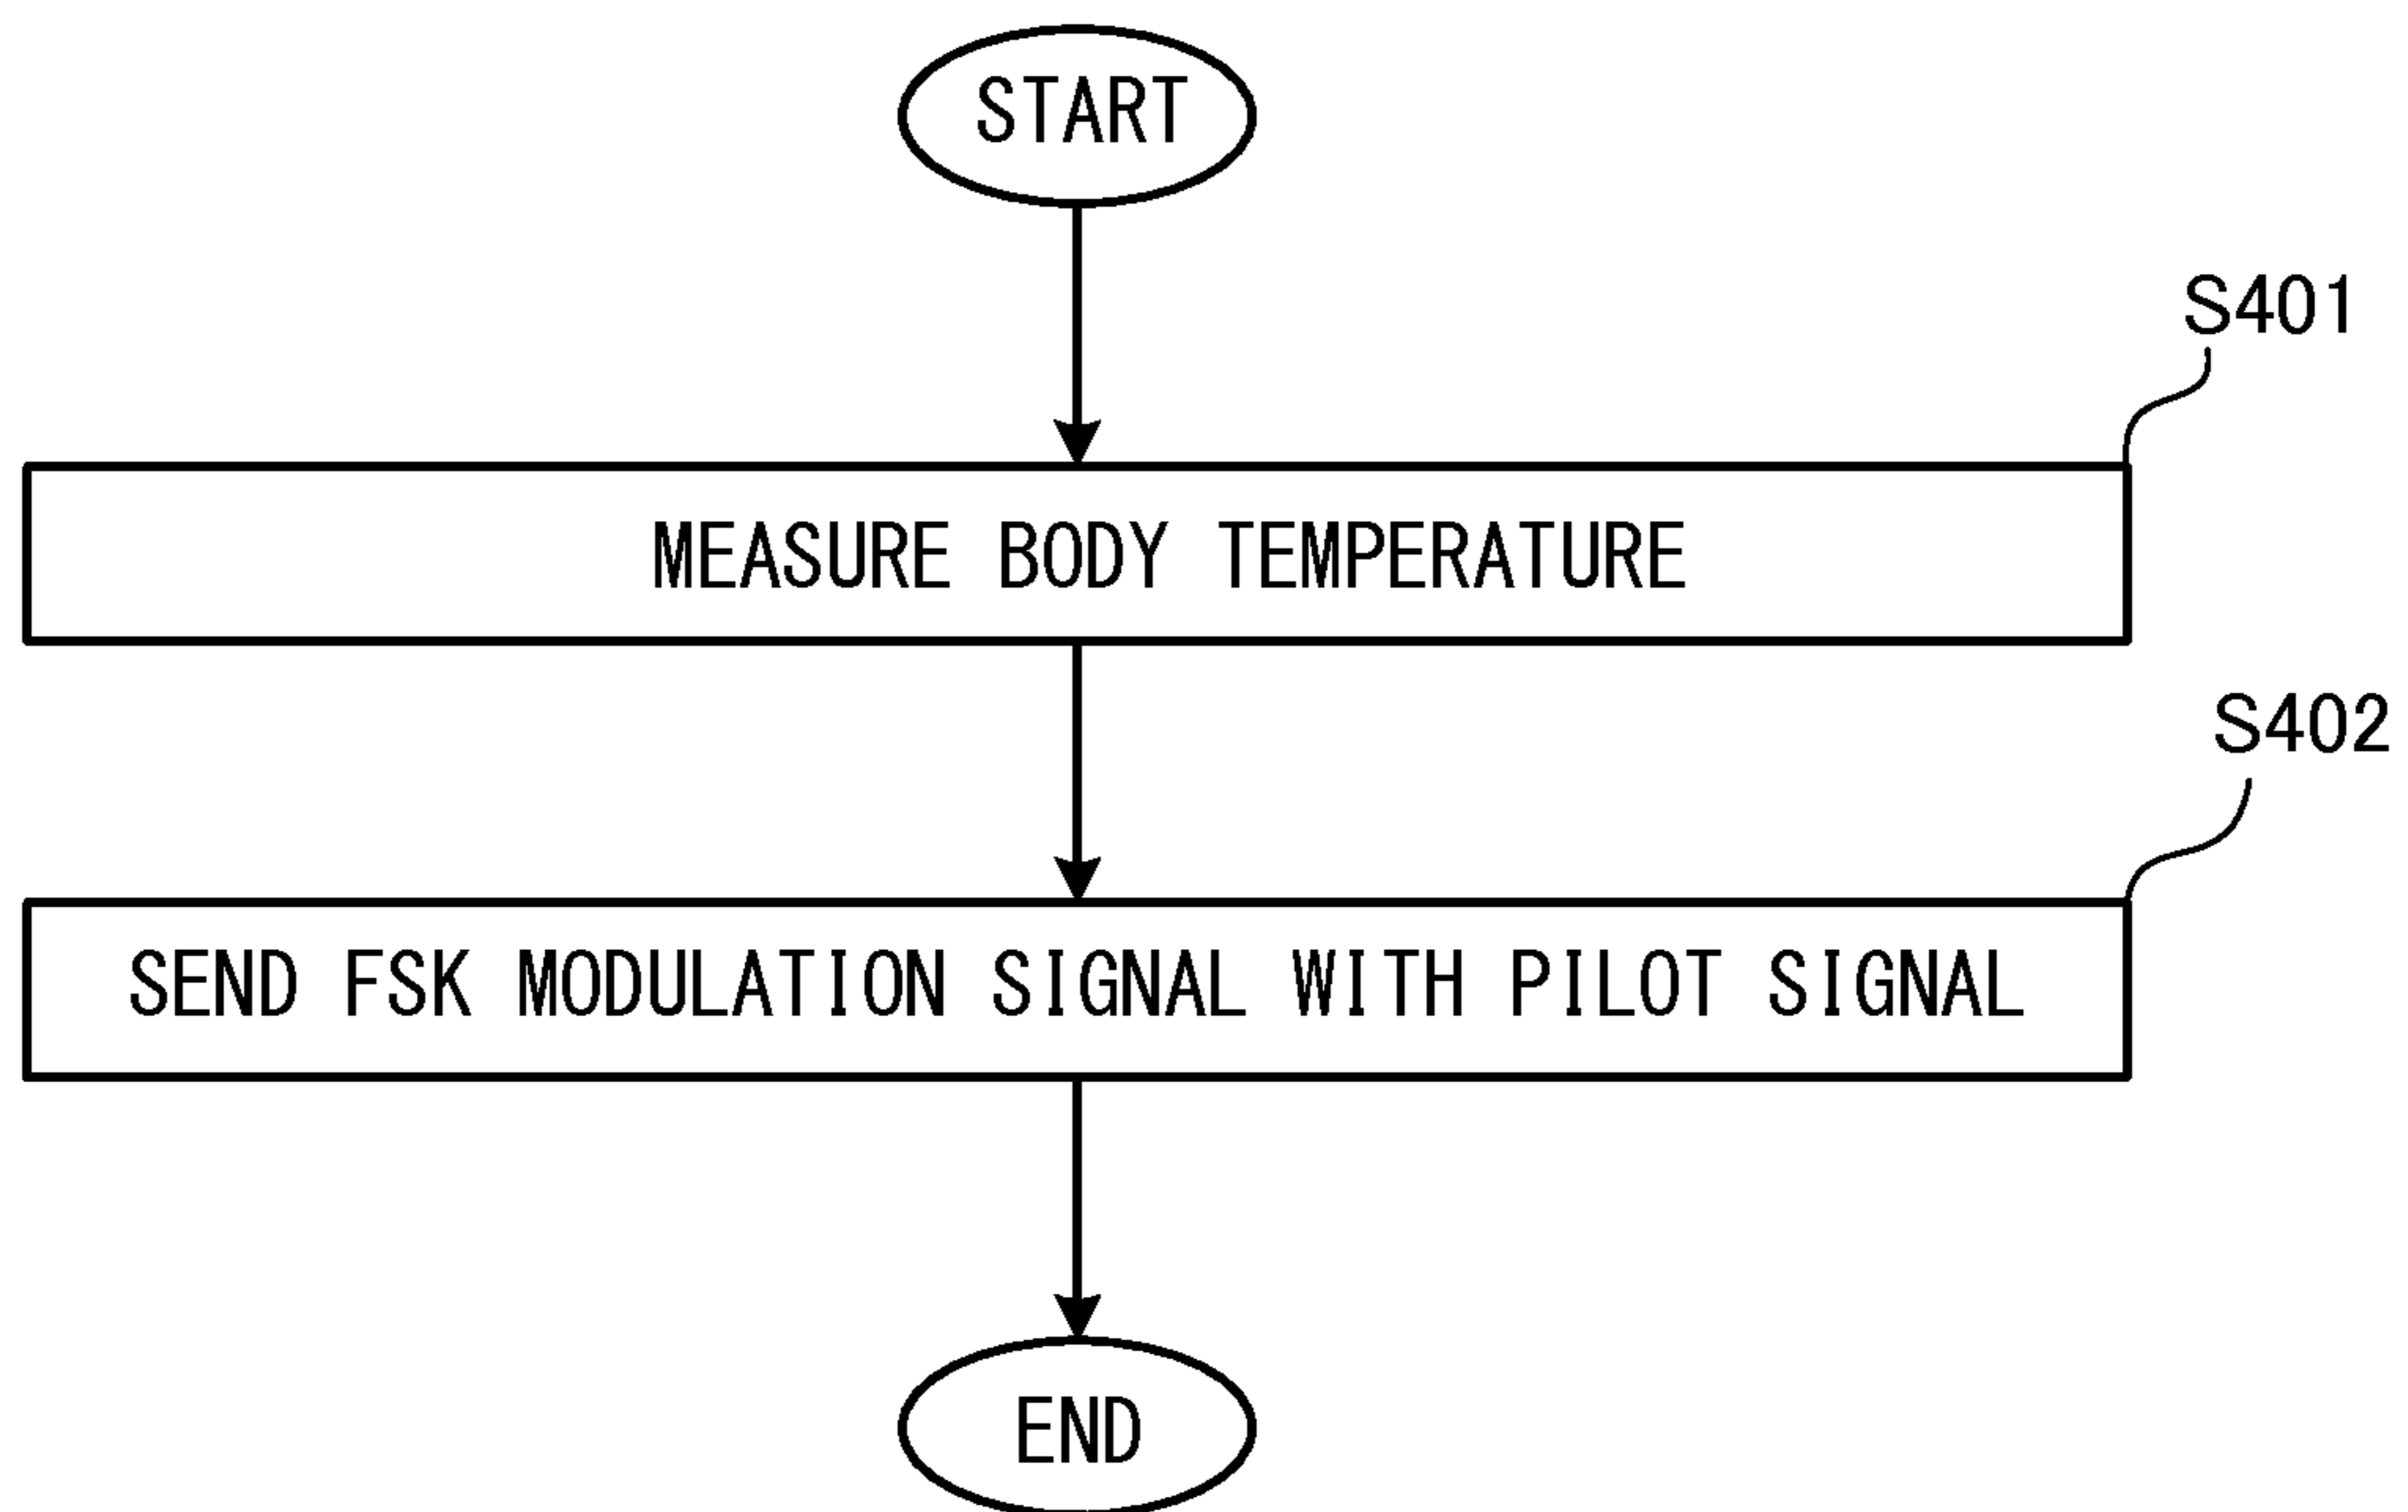 START
S401
MEASURE BODY TEMPERATURE
S402
SEND FSK MODULATION SIGNAL WITH PILOT SIGNAL
END